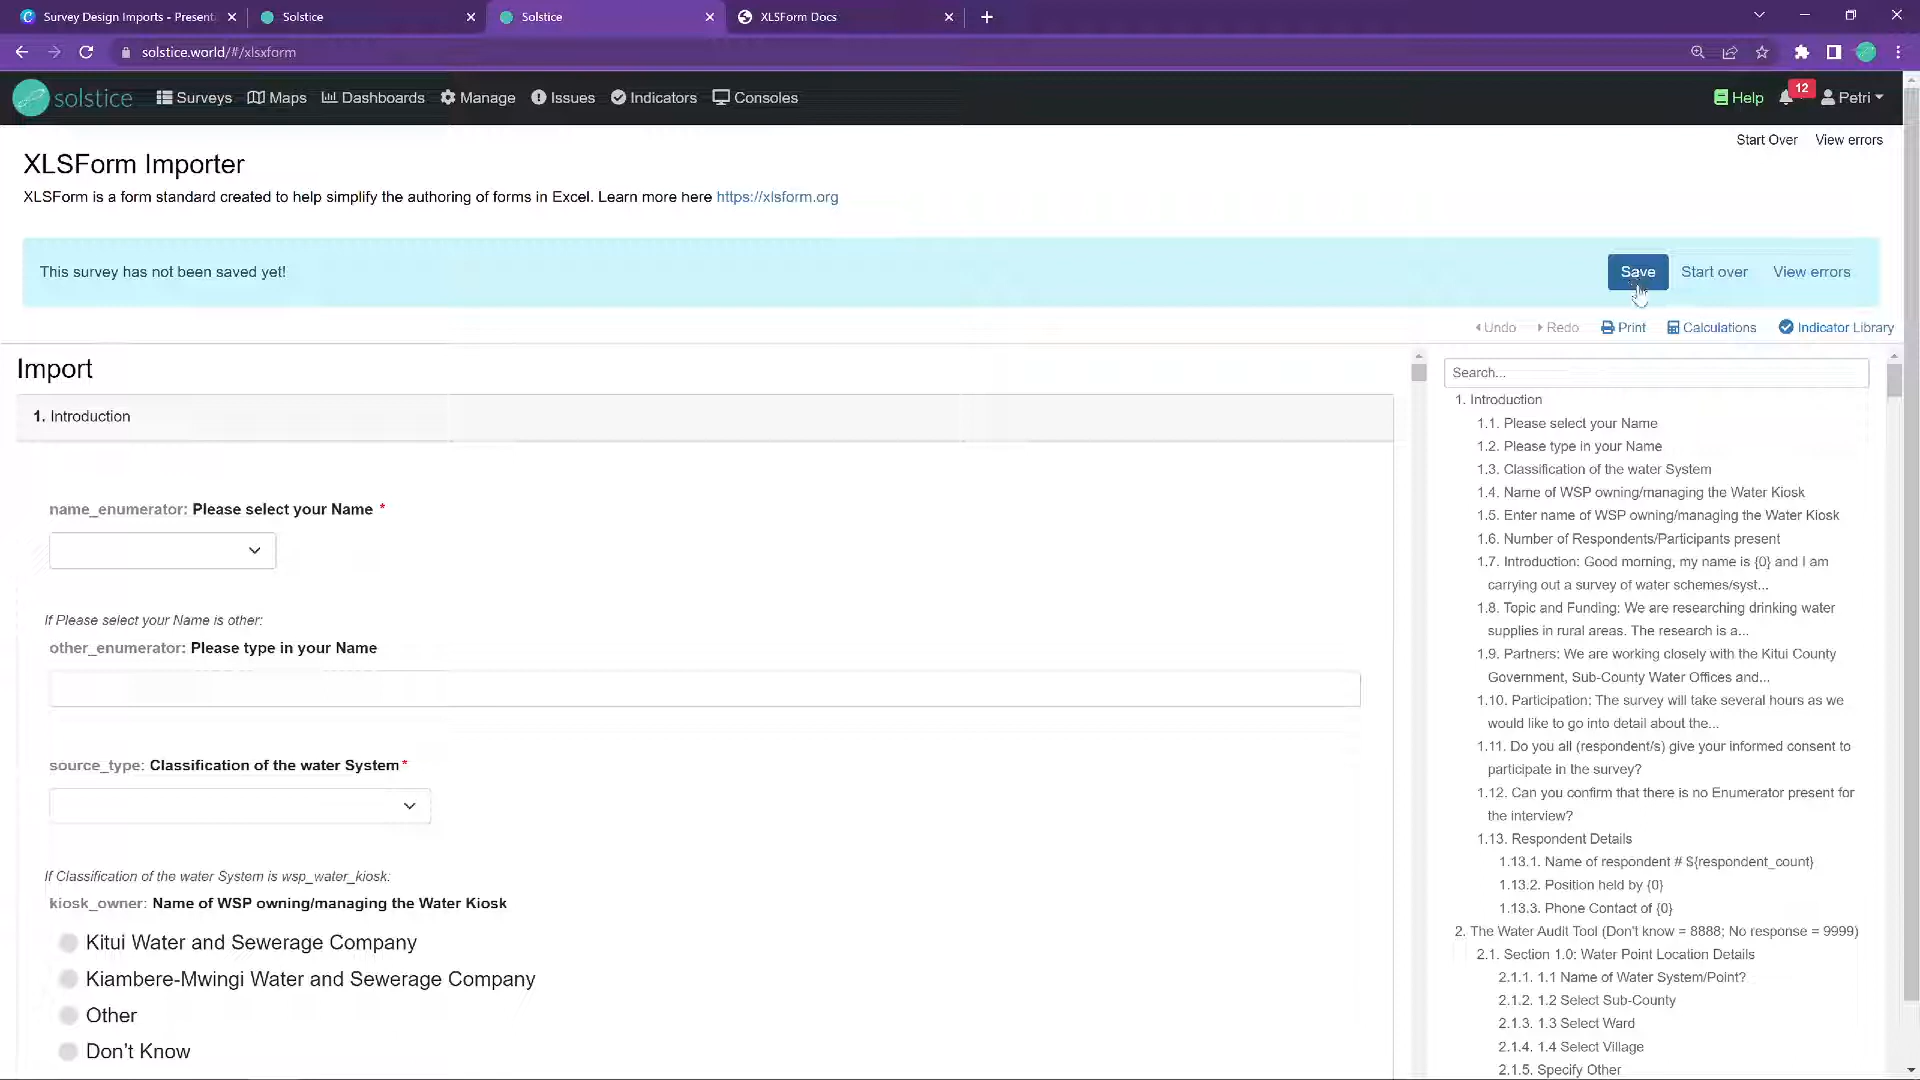 Survey Design Imports - Present
Solstice
Solstice
XLSForm Docs
solstice.world/#/xlsxform
solstice
Surveys
Maps
Dashboards
Manage
Issues
Indicators
Consoles
Help
12
Petri
Start Over
View errors
XLSForm Importer
XLSForm is a form standard created to help simplify the authoring of forms in Excel. Learn more here https://xlsform.org
This survey has not been saved yet!
Save
Start over
View errors
Undo
Redo
Print
Calculations
Indicator Library
Import
1. Introduction
name_enumerator: Please select your Name *
If Please select your Name is other:
other_enumerator: Please type in your Name
source_type: Classification of the water System*
If Classification of the water System is wsp_water_kiosk:
kiosk_owner: Name of WSP owning/managing the Water Kiosk
Kitui Water and Sewerage Company
Kiambere-Mwingi Water and Sewerage Company
Other
Don't Know
Search...
1. Introduction
1.1. Please select your Name
1.2. Please type in your Name
1.3. Classification of the water System
1.4. Name of WSP owning/managing the Water Kiosk
1.5. Enter name of WSP owning/managing the Water Kiosk
1.6. Number of Respondents/Participants present
1.7. Introduction: Good morning, my name is {0} and I am
carrying out a survey of water schemes/syst...
1.8. Topic and Funding: We are researching drinking water
supplies in rural areas. The research is a...
1.9. Partners: We are working closely with the Kitui County
Government, Sub-County Water Offices and...
1.10. Participation: The survey will take several hours as we
would like to go into detail about the...
1.11. Do you all (respondent/s) give your informed consent to
participate in the survey?
1.12. Can you confirm that there is no Enumerator present for
the interview?
1.13. Respondent Details
1.13.1. Name of respondent # ${respondent_count}
1.13.2. Position held by {0}
1.13.3. Phone Contact of {0}
2. The Water Audit Tool (Don't know = 8888; No response = 9999)
2.1. Section 1.0: Water Point Location Details
2.1.1. 1.1 Name of Water System/Point?
2.1.2. 1.2 Select Sub-County
2.1.3. 1.3 Select Ward
2.1.4. 1.4 Select Village
2.1.5. Specify Other